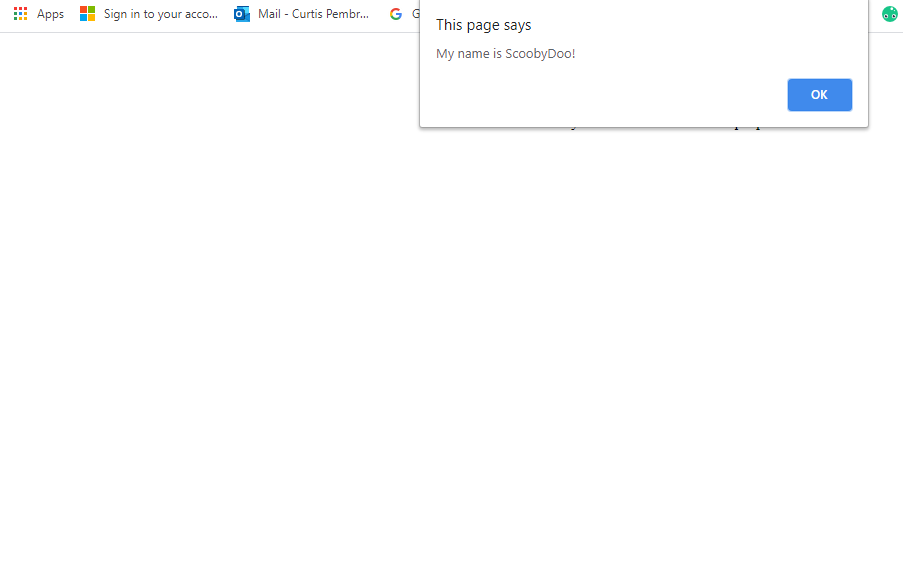 Apps Sign in to your acco... Mail - Curtis Pembr... G
This page says
My name is ScoobyDoo!
OK